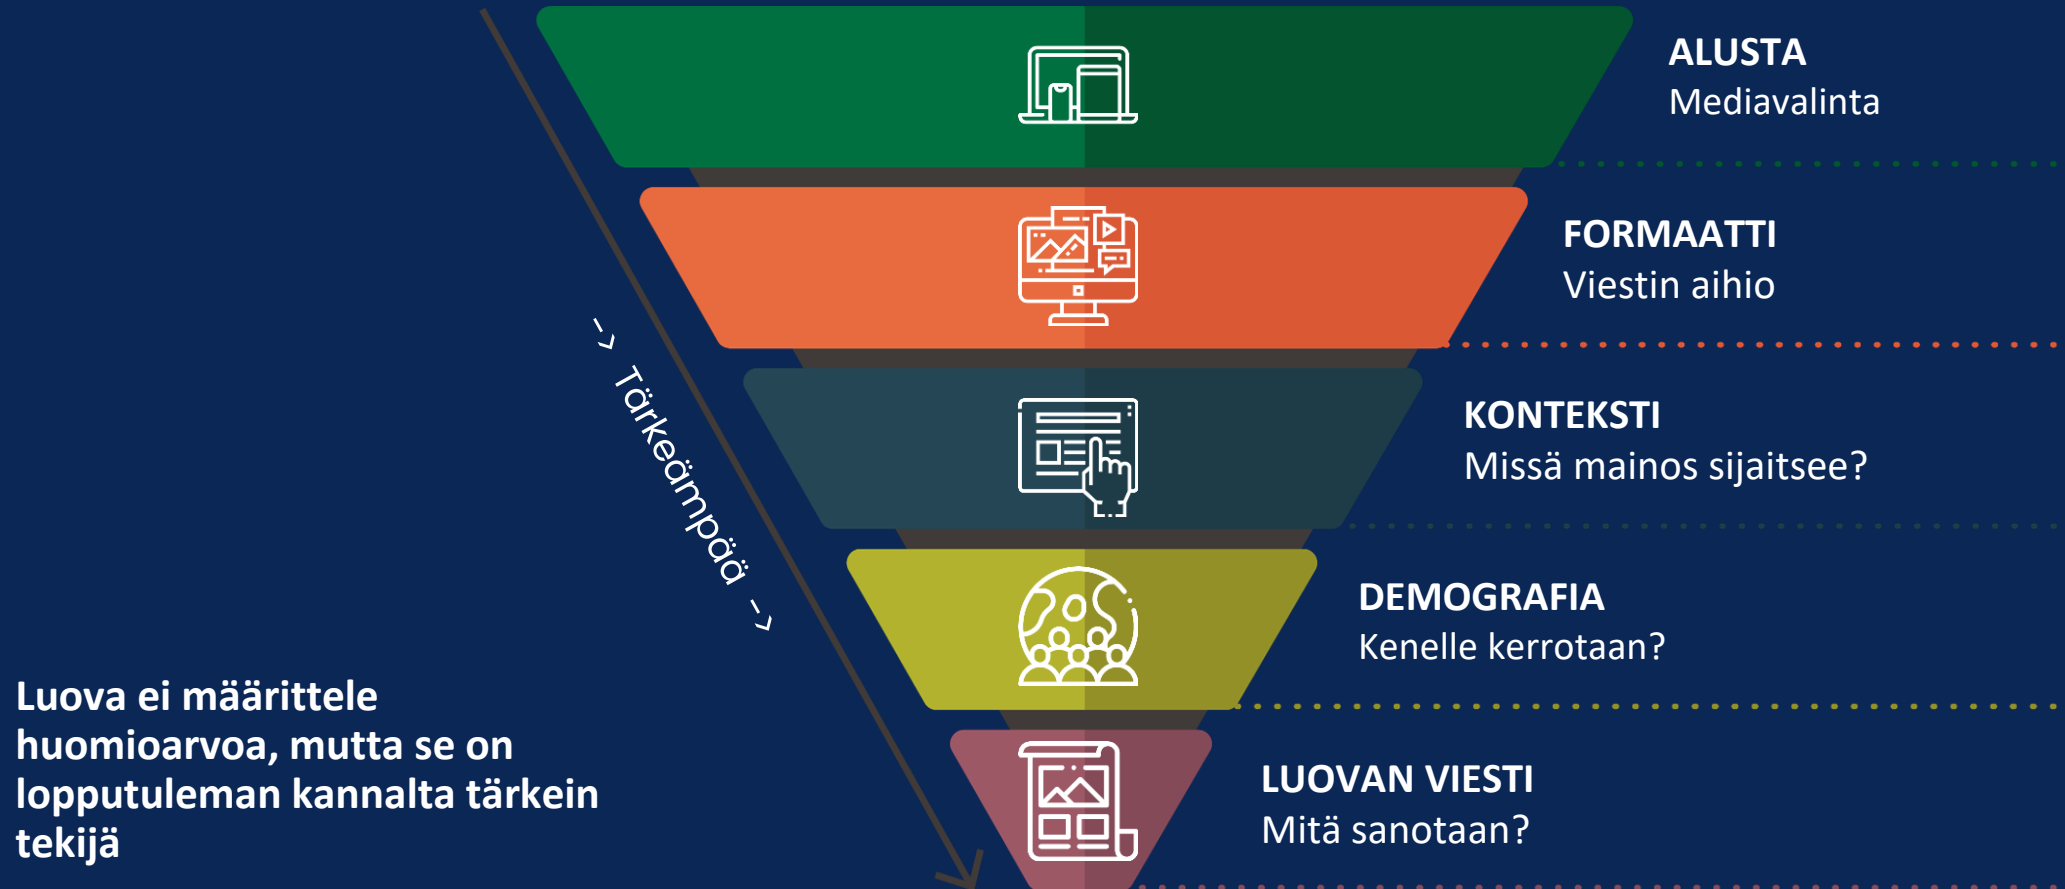 ALUSTA
Mediavalinta
FORMAATTI
Viestin aihio
KONTEKSTI
Missä mainos sijaitsee?
DEMOGRAFIA
Kenelle kerrotaan?
LUOVAN VIESTI
Mitä sanotaan?
-> Tärkeämpää ->
Luova ei määrittele
huomioarvoa, mutta se on
lopputuleman kannalta tärkein
tekijä